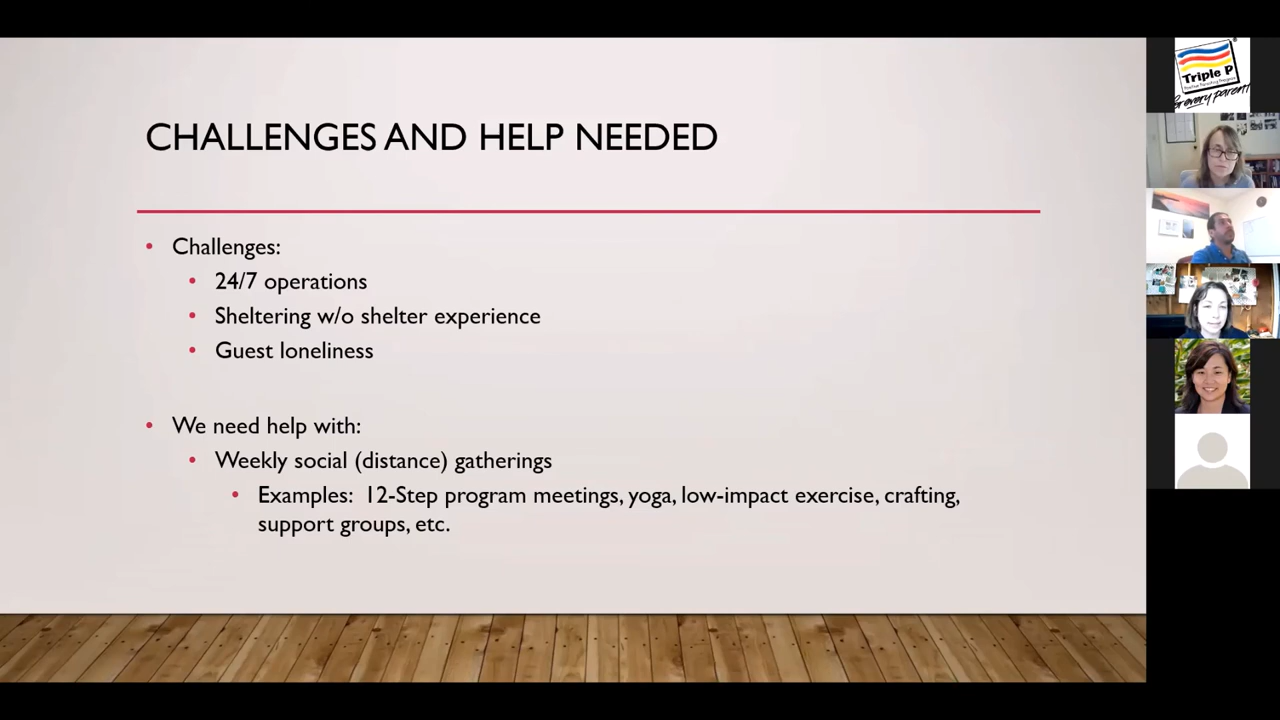 CHALLENGES AND HELP NEEDED
• Challenges:
• 24/7 operations
• Sheltering w/o shelter experience
• Guest loneliness
• We need help with:
• Weekly social (distance) gatherings
• Examples: 12-Step program meetings, yoga, low-impact exercise, crafting,
support groups, etc.
Triple P